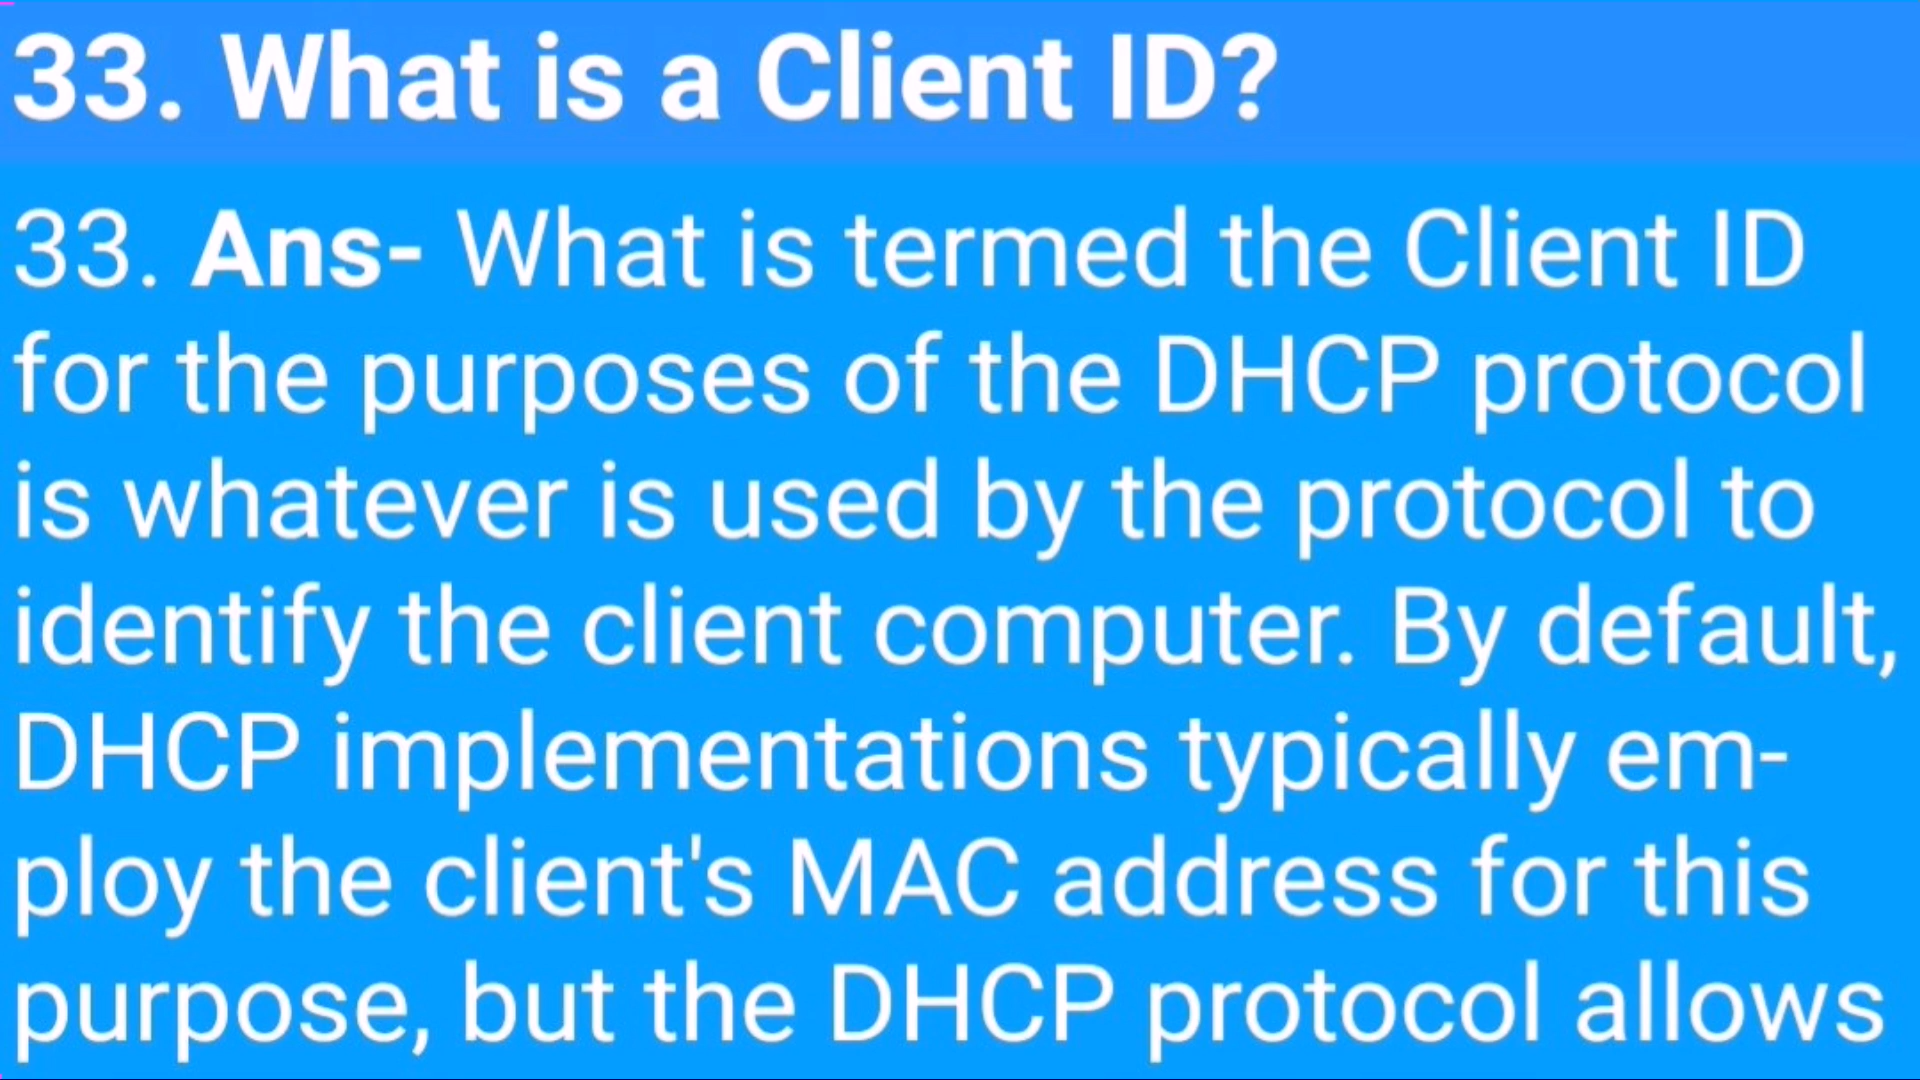 33. What is a Client ID?
33. Ans- What is termed the Client ID
for the purposes of the DHCP protocol
is whatever is used by the protocol to
identify the client computer. By default,
DHCP implementations typically em-
ploy the client's MAC address for this
purpose, but the DHCP protocol allows